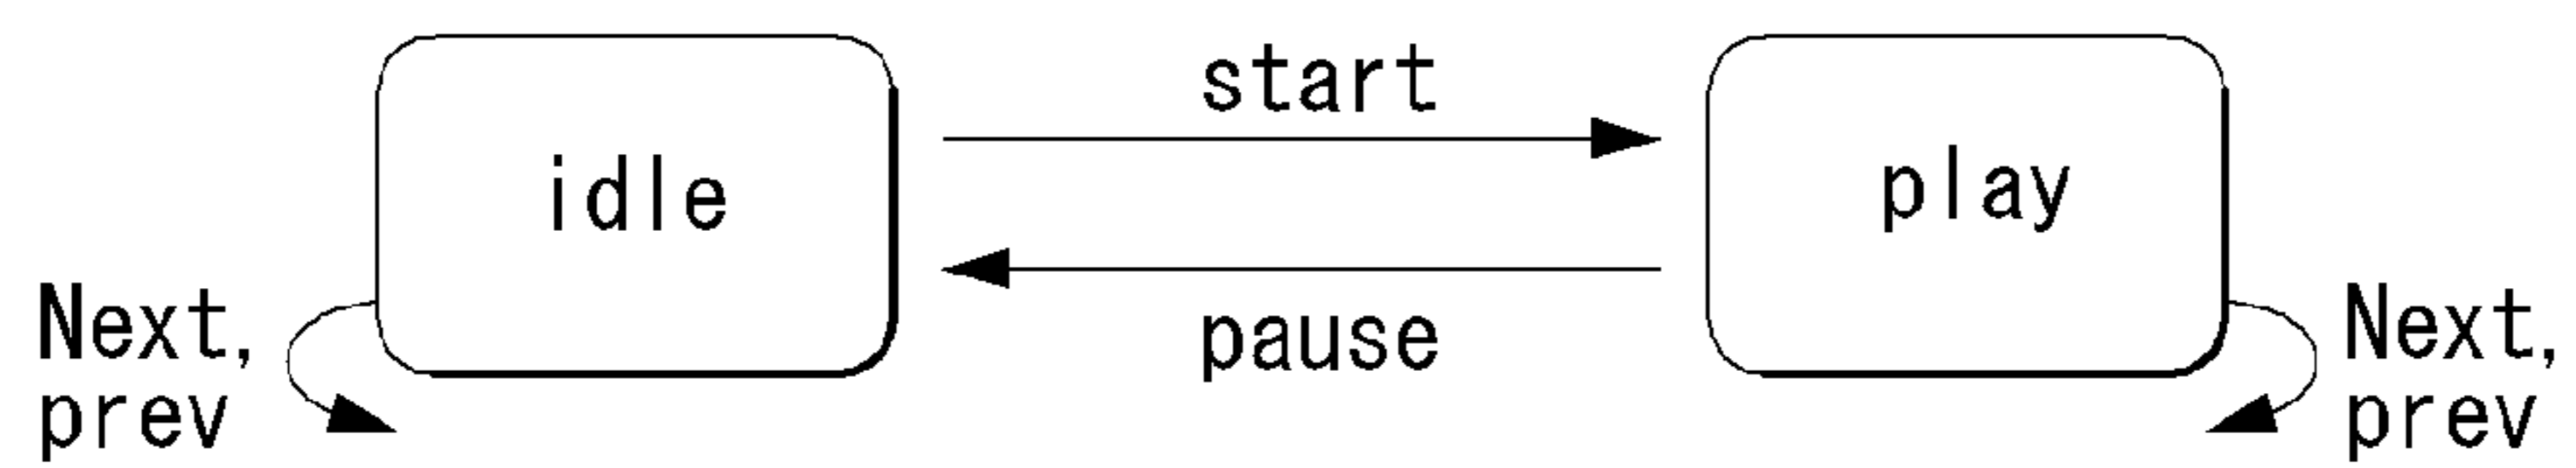 start
idle
play
pause
Next,
prev
Next,
prev